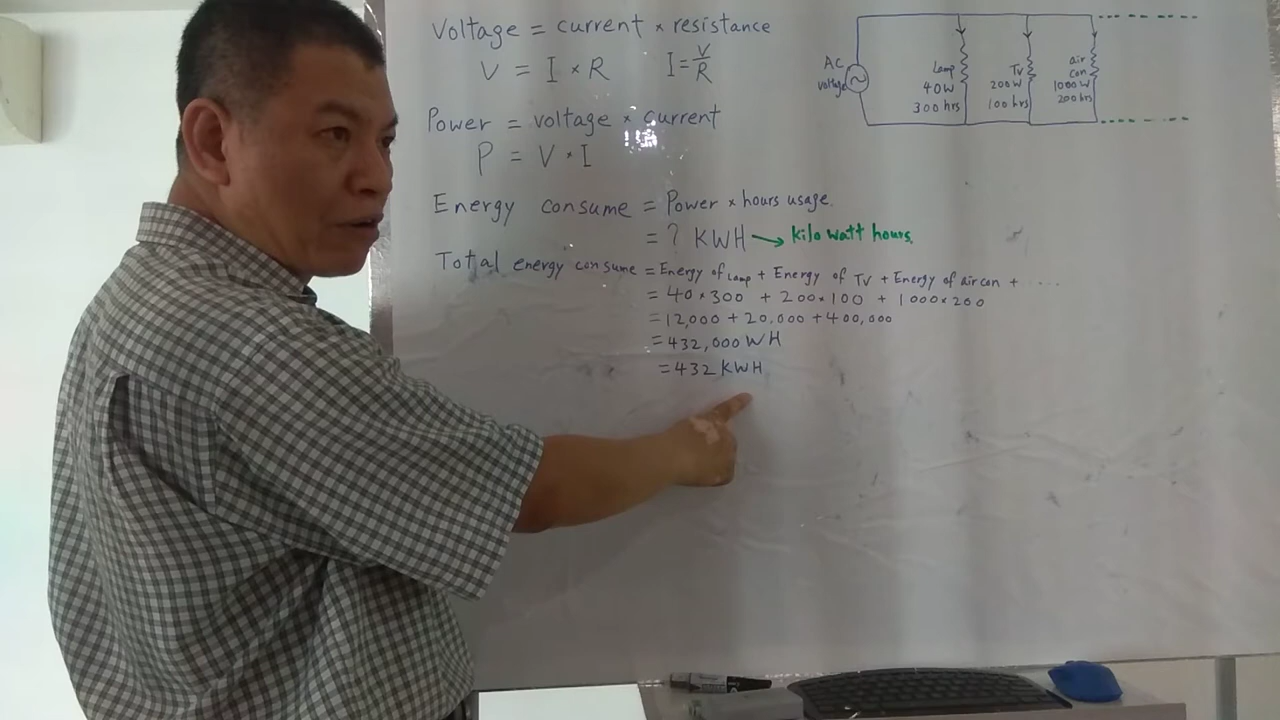 Voltage = current × resistance
V = I × R I = V/R
Power = voltage × current
P = V × I
Energy consume = Power × hours usage.
= ? KWH → kilo watt hours.
Total energy consume = Energy of Lamp + Energy of TV + Energy of air con + ....
= 40 × 300 + 200 × 100 + 1000 × 200
= 12,000 + 20,000 + 400,000
= 432,000 WH
= 432 KWH
AC
voltage
Lamp
40W
300 hrs
TV
200W
100 hrs
air
con
1000W
200 hrs